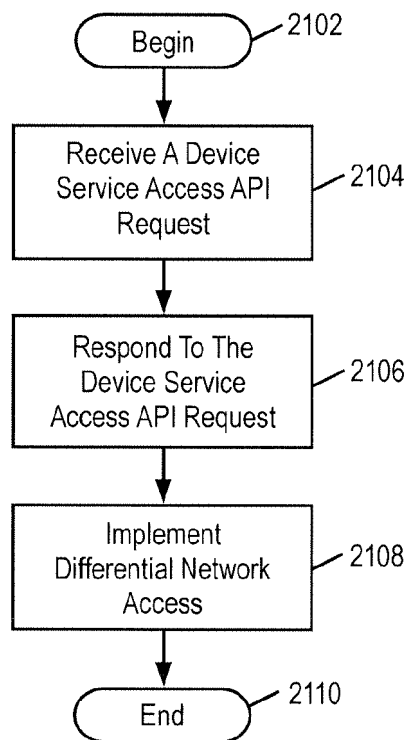 Begin
2102
Receive A Device
Service Access API
Request
2104
Respond To The
Device Service
Access API Request
2106
Implement
Differential Network
Access
2108
End
2110